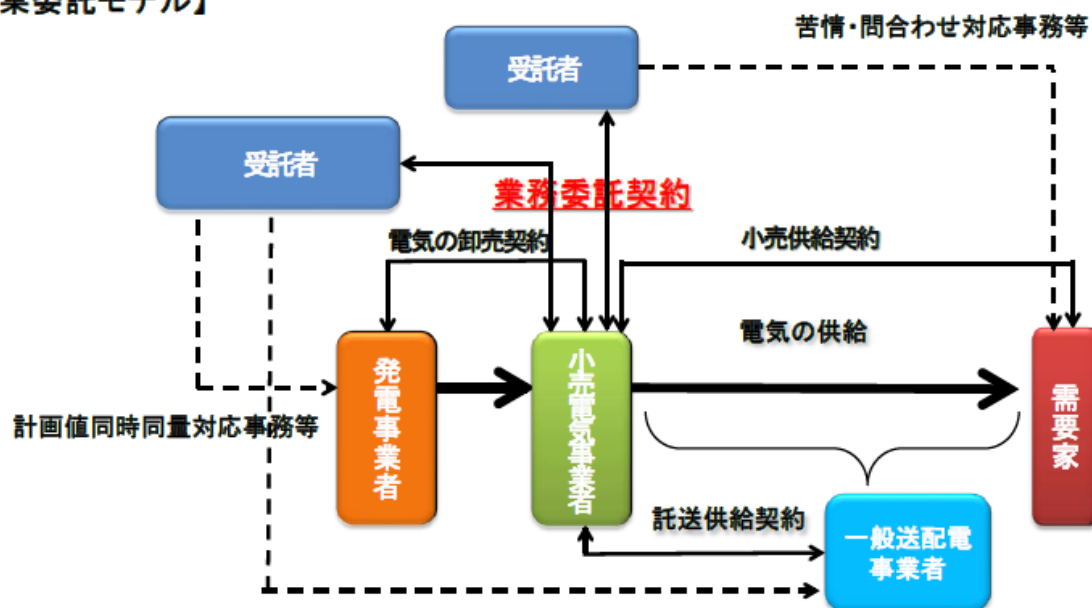 業委託モデル】
苦情・問合わせ対応事務等
受託者
受託者
業務委託契約
電気の卸売契約
小売供給契約
電気の供給
発電事業者
小売電気事業者
需要家
計画値同時同量対応事務等
託送供給契約
一般送配電
事業者